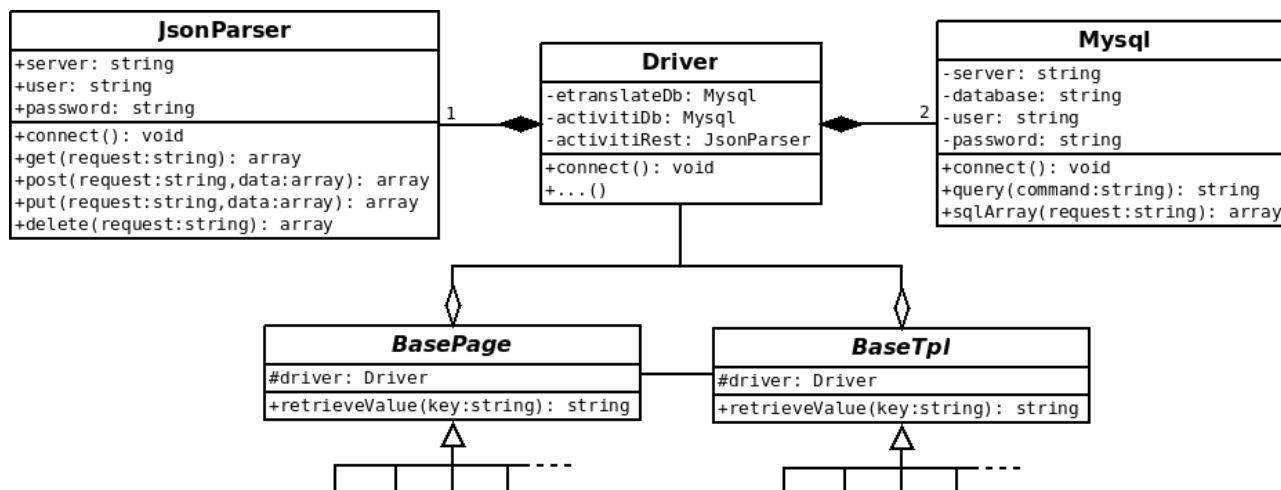 JsonParser
+server: string
+user: string
+password: string
+connect(): void
+get(request:string): array
+post(request:string,data:array): array
+put(request:string,data:array): array
+delete(request:string): array
1
Driver
-etranslateDb: Mysql
-activitiDb: Mysql
-activitiRest: JsonParser
+connect(): void
+...()
2
Mysql
-server: string
-database: string
-user: string
-password: string
+connect(): void
+query(command:string): string
+sqlArray(request:string): array
BasePage
#driver: Driver
+retrieveValue(key:string): string
BaseTpl
#driver: Driver
+retrieveValue(key:string): string